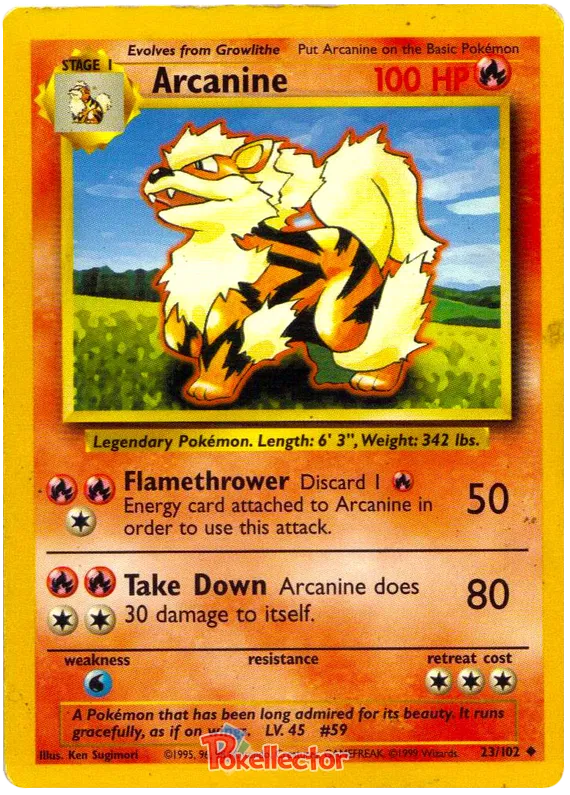 Evolves from Growlithe Put Arcanine on the Basic Pokémon
STAGE 1
Arcanine 100 HP
Legendary Pokémon. Length: 6' 3", Weight: 342 lbs.
Flamethrower Discard 1
Energy card attached to Arcanine in
order to use this attack.
50
Take Down Arcanine does
30 damage to itself.
80
weakness resistance retreat cost
A Pokémon that has been long admired for its beauty. It runs
gracefully, as if on LV. 45 #59
Illus. Ken Sugimori ©1995, 96 GAMEFREAK. ©1999 Wizards. 23/102
Pokellector